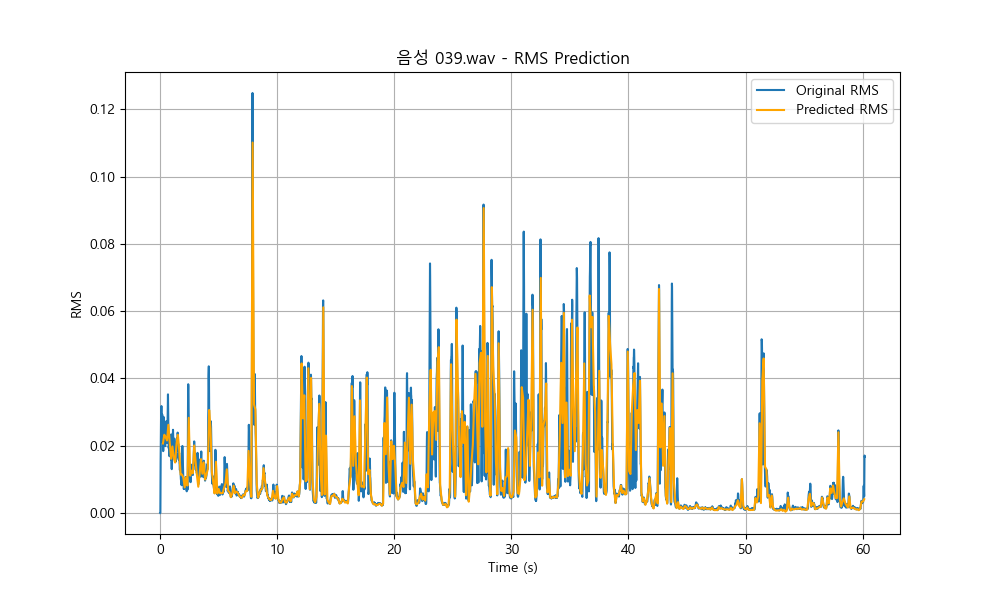 음성 039.wav - RMS Prediction
Original RMS
Predicted RMS
0.12
0.10
0.08
0.06
0.04
0.02
0.00
RMS
0 10 20 30 40 50 60
Time (s)